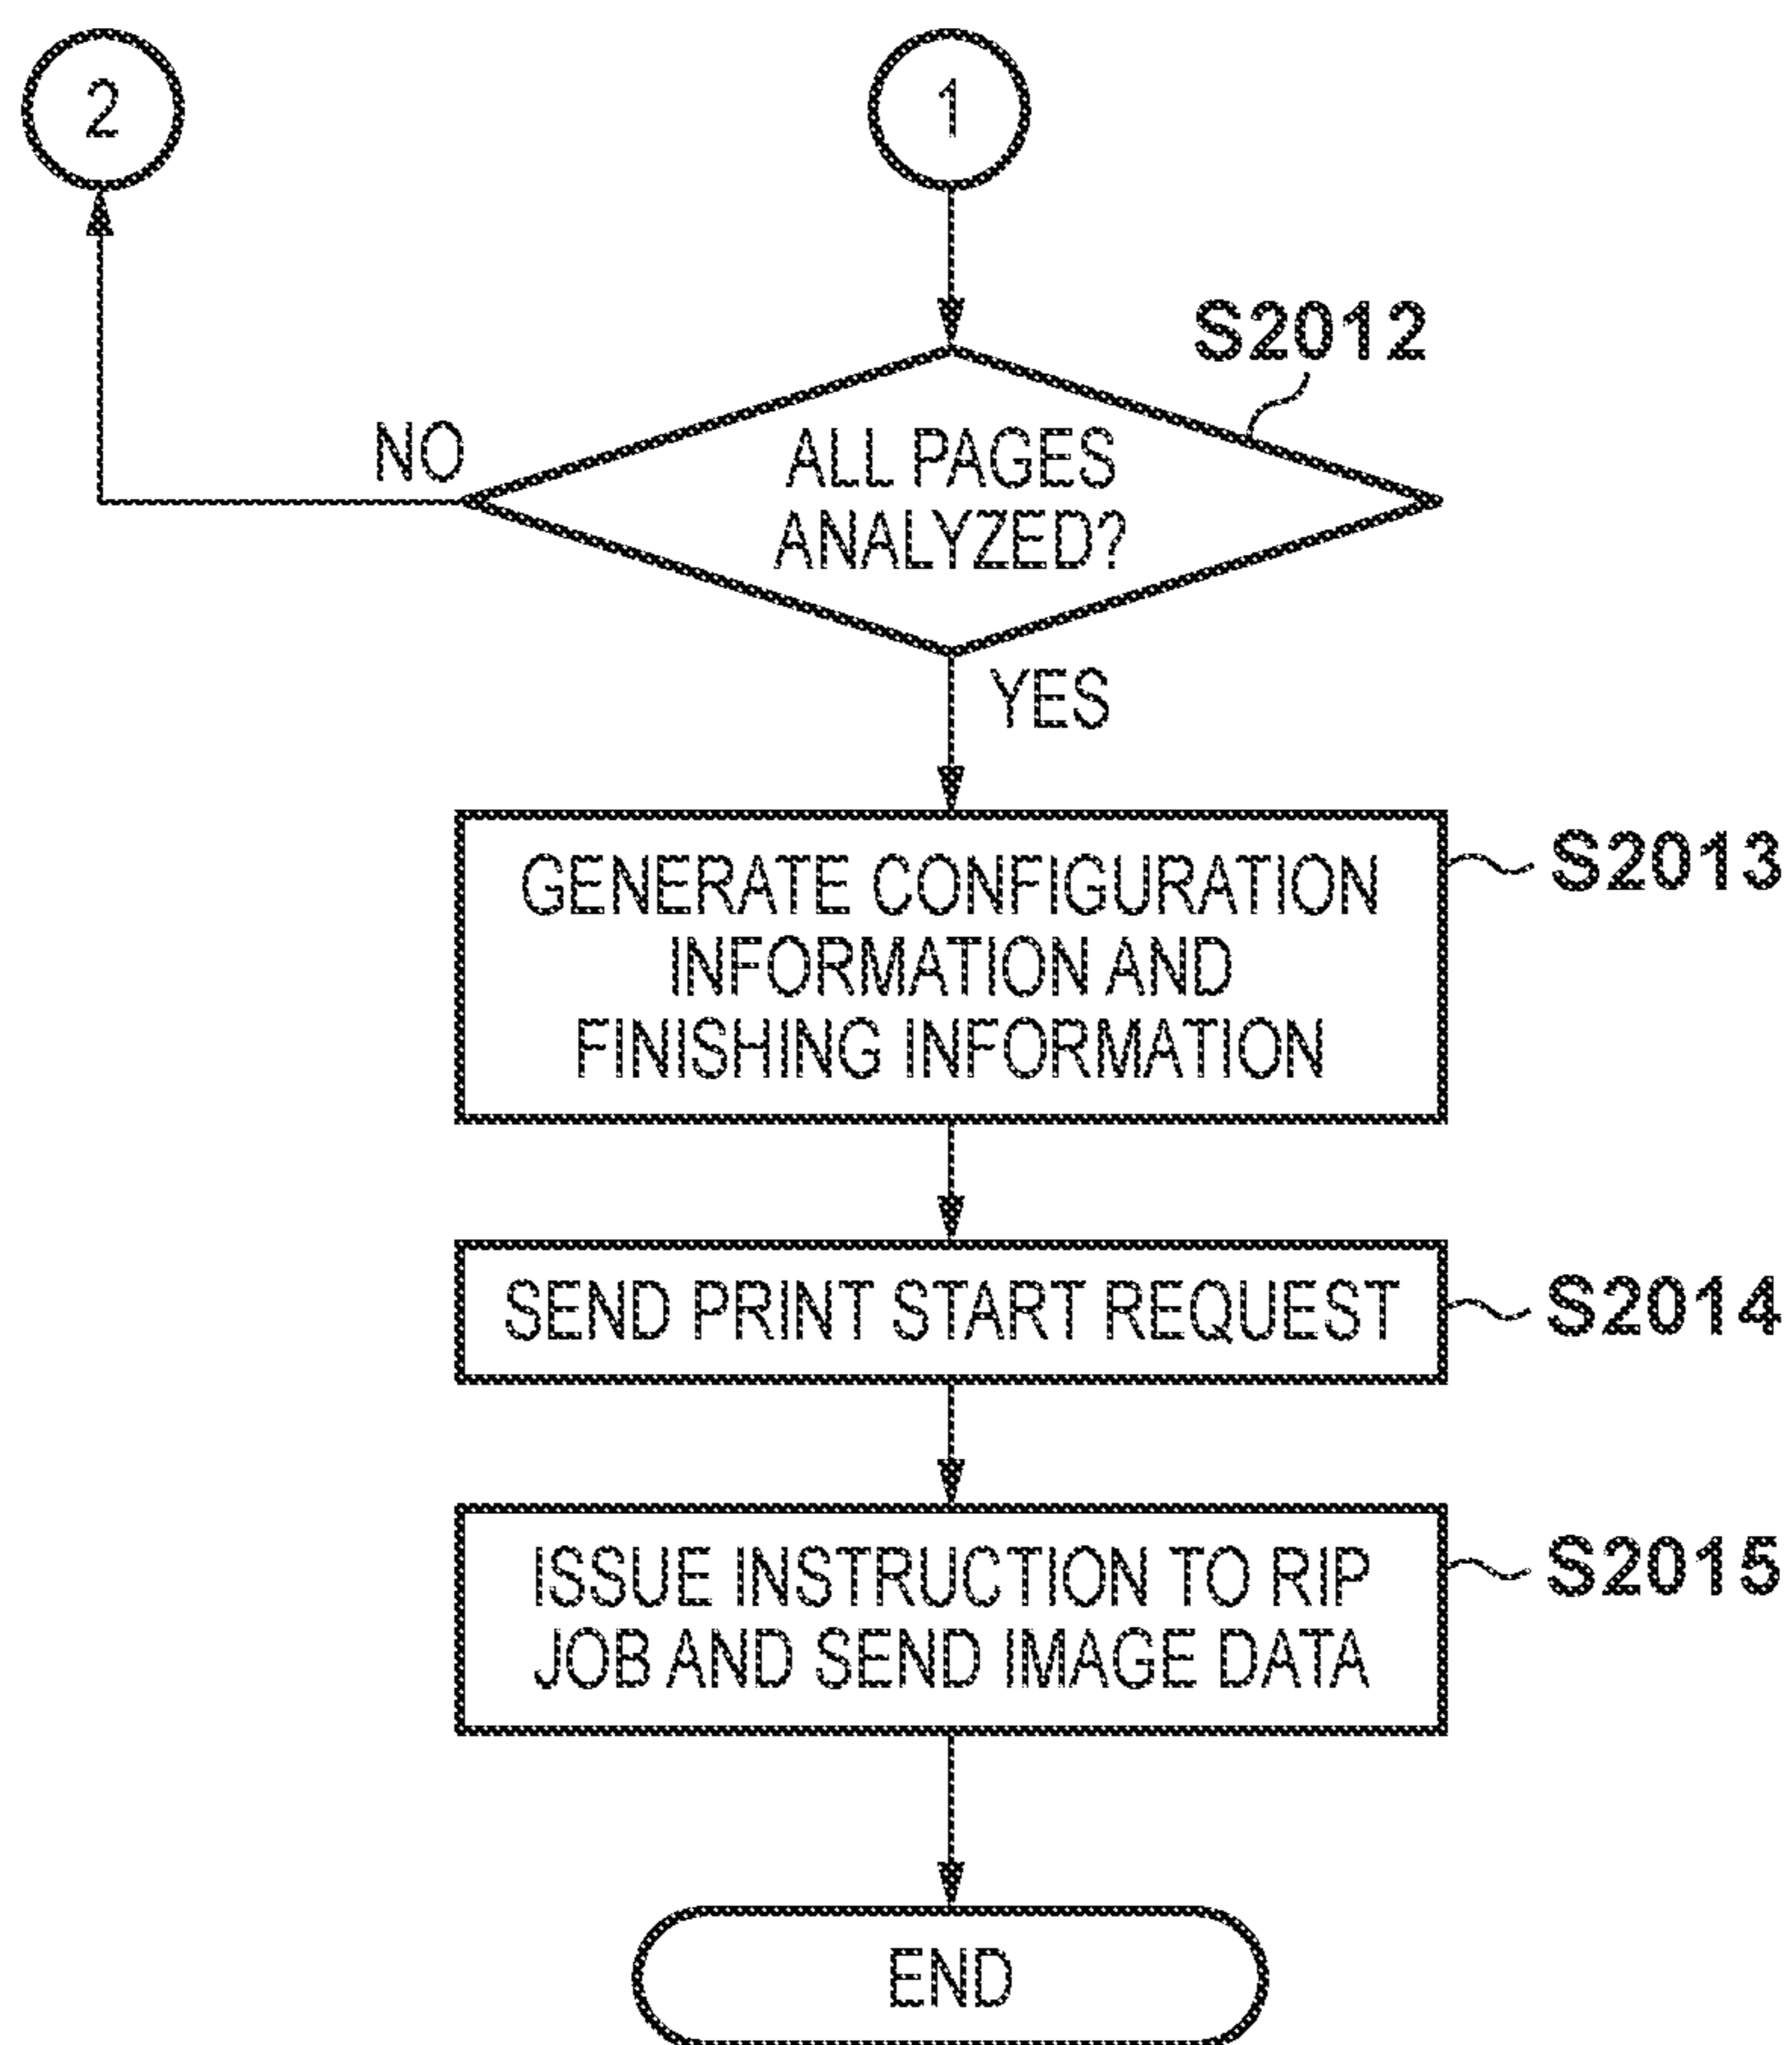 2
1
S2012
NO
ALL PAGES
ANALYZED?
YES
GENERATE CONFIGURATION
INFORMATION AND
FINISHING INFORMATION
S2013
SEND PRINT START REQUEST
S2014
ISSUE INSTRUCTION TO RIP
JOB AND SEND IMAGE DATA
S2015
END